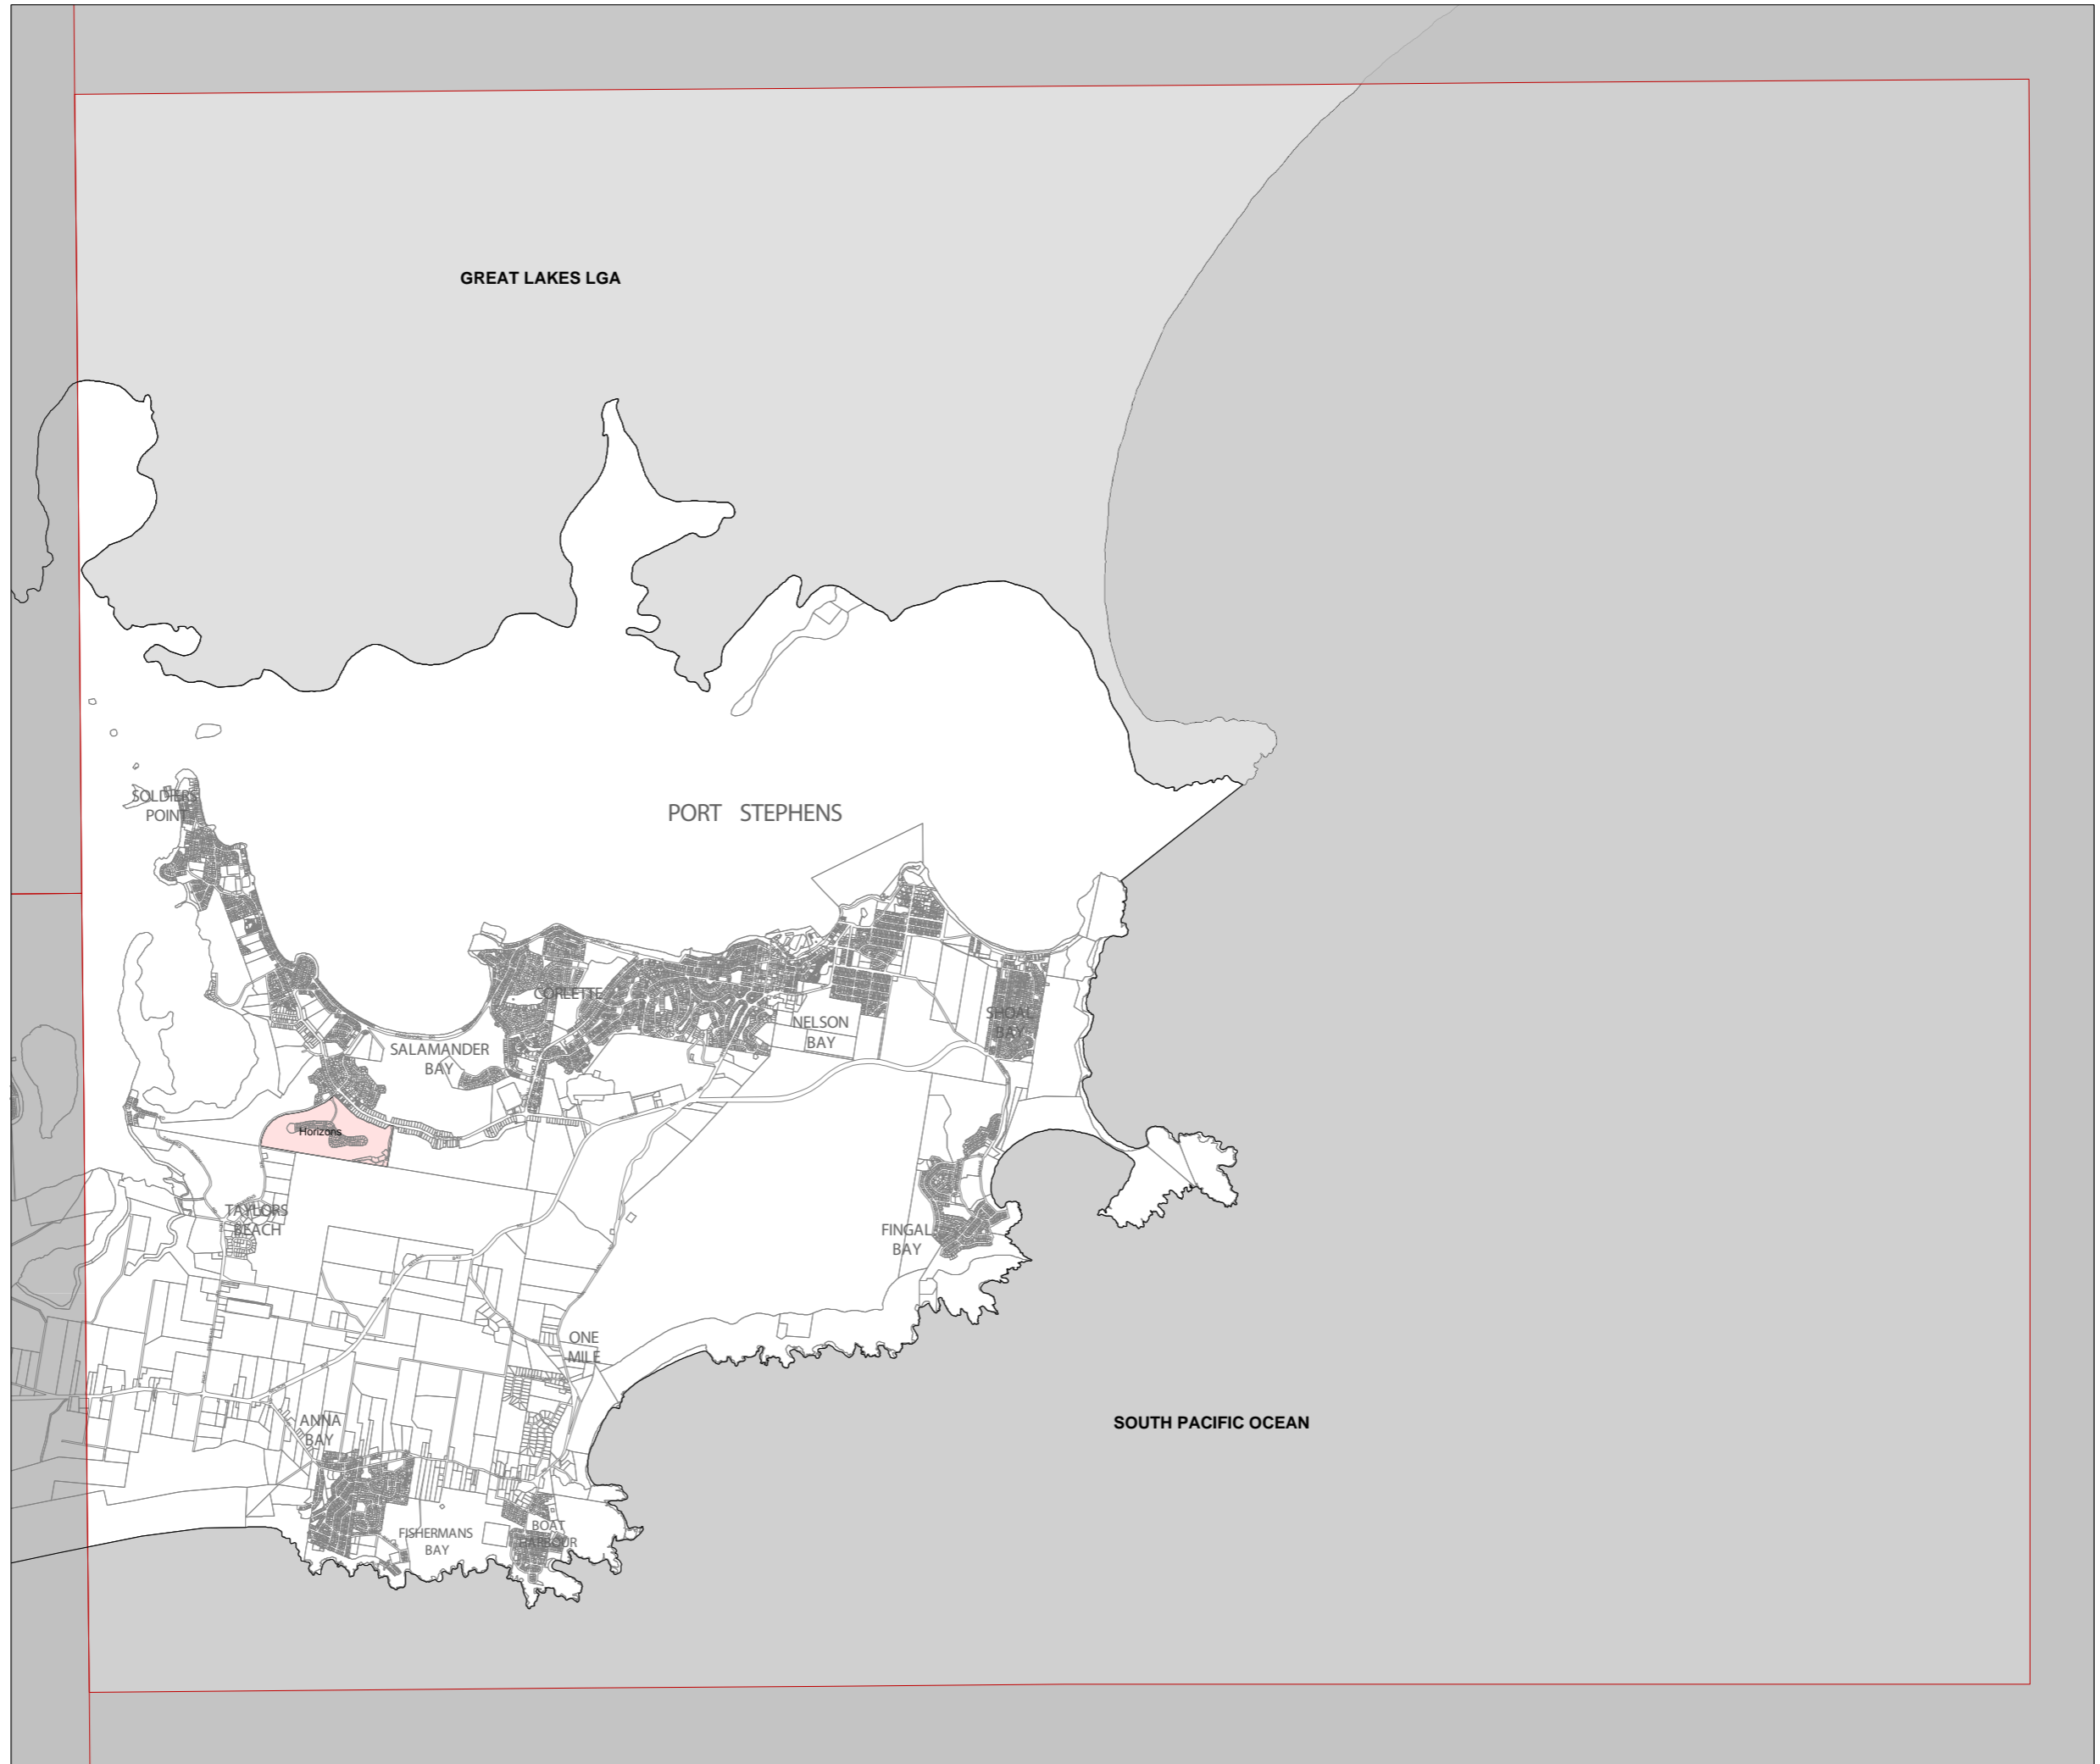 GREAT LAKES LGA
SOLDIERS
POINT
PORT STEPHENS
CORLETTE
NELSON
BAY
SHOAL
BAY
SALAMANDER
BAY
Horizons
TAYLORS
BEACH
FINGAL
BAY
ONE
MILE
ANNA
BAY
SOUTH PACIFIC OCEAN
FISHERMANS
BAY
BOAT
HARBOUR